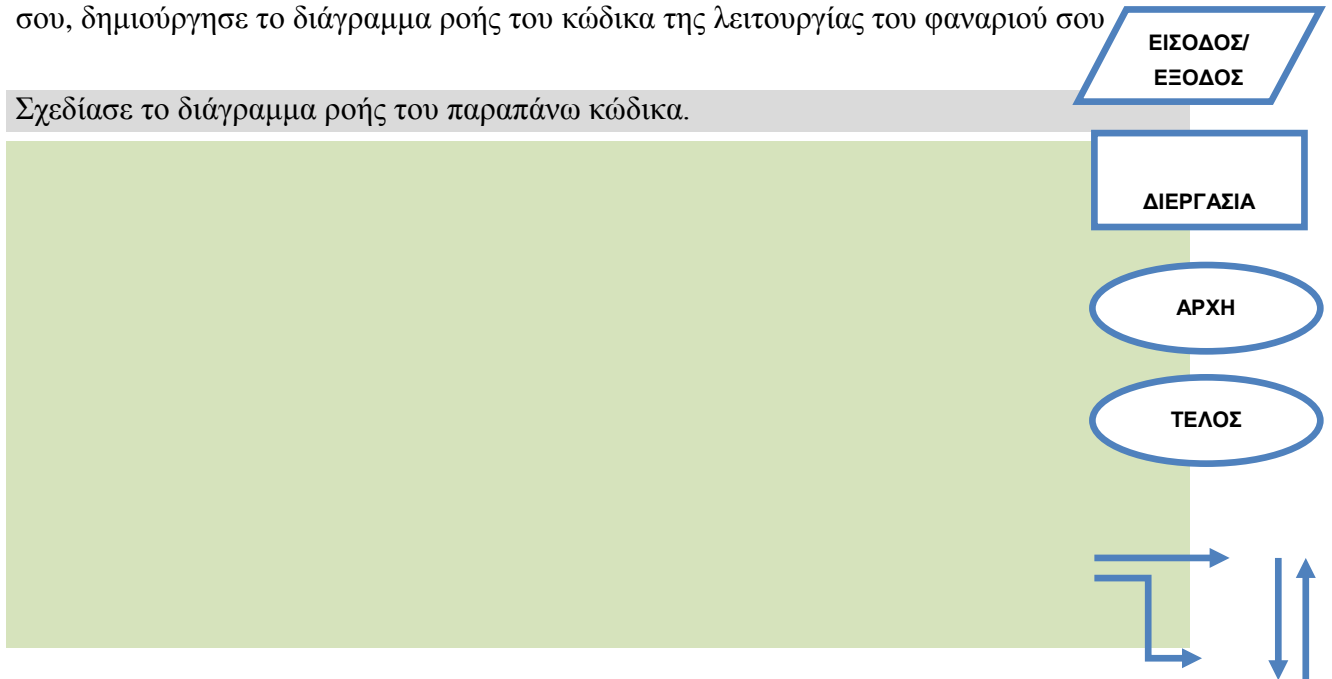 σου, δημιούργησε το διάγραμμα ροής του κώδικα της λειτουργίας του φαναριού σου
ΕΙΣΟΔΟΣ/
ΕΞΟΔΟΣ
Σχεδίασε το διάγραμμα ροής του παραπάνω κώδικα.
ΔΙΕΡΓΑΣΙΑ
ΑΡΧΗ
ΤΕΛΟΣ